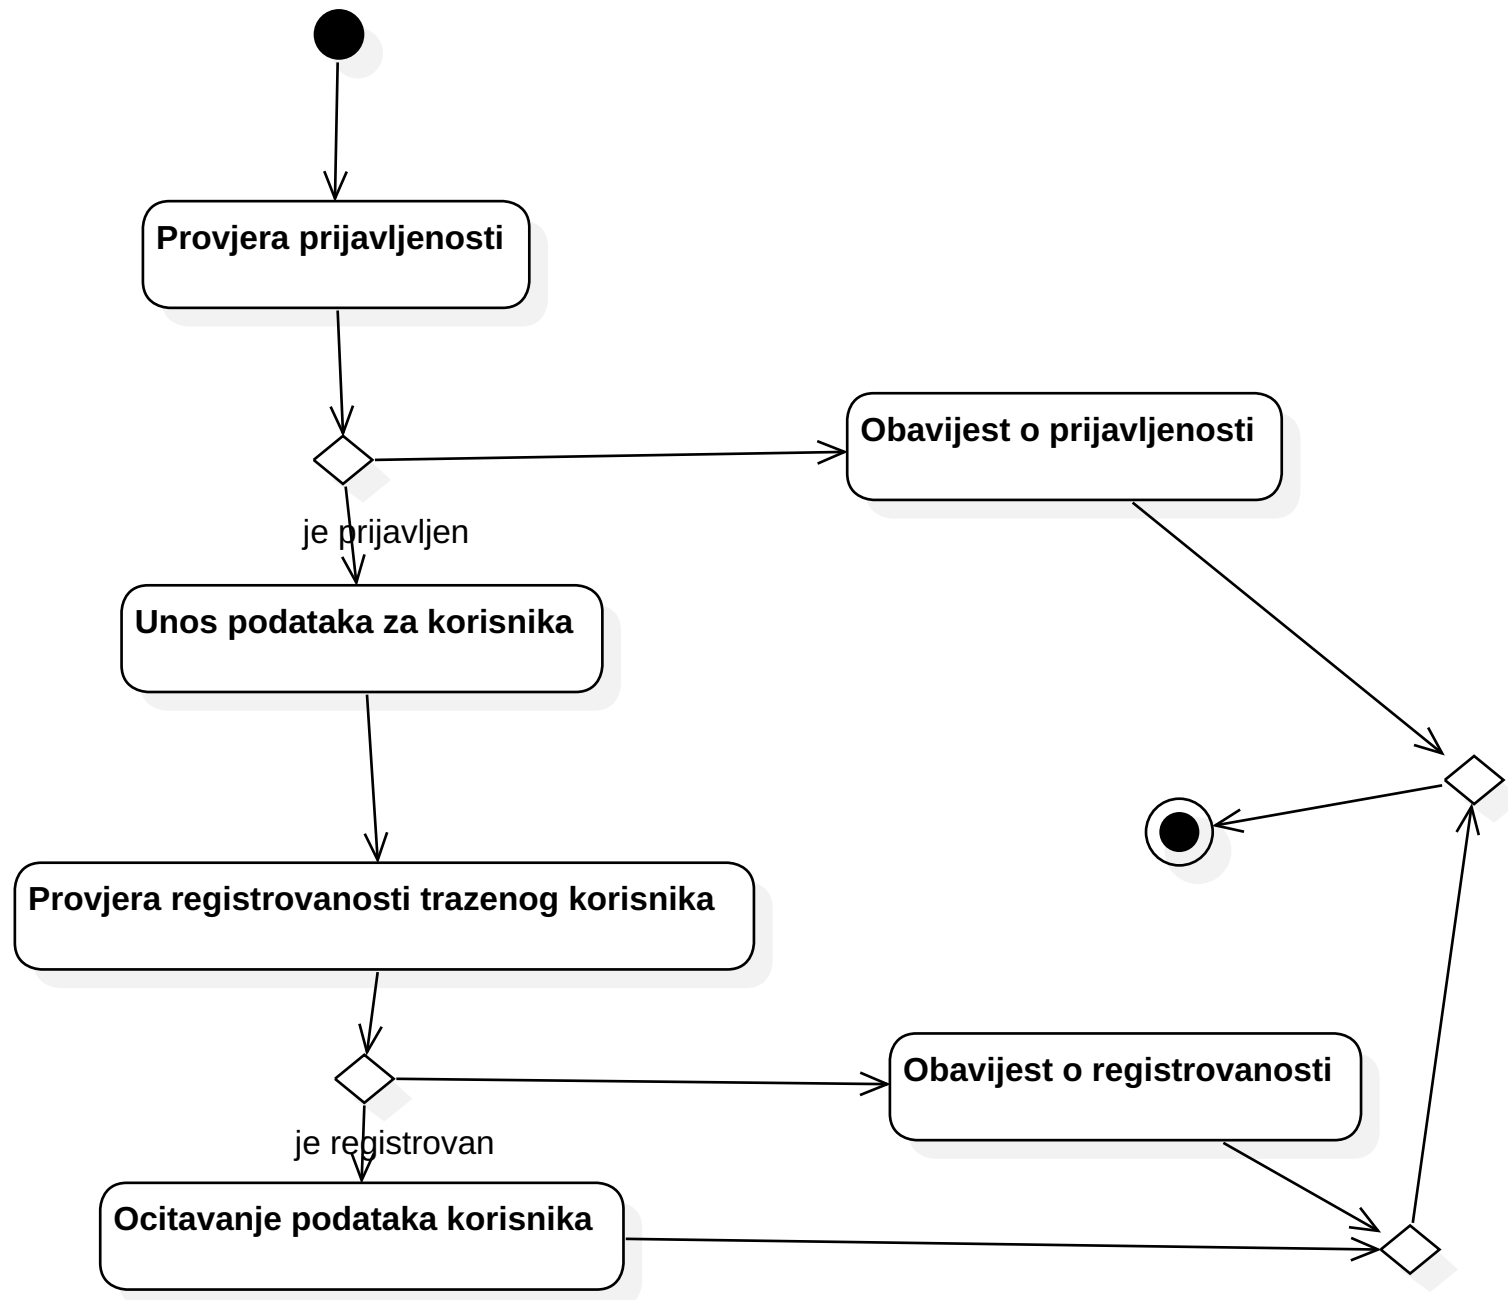 Provjera prijavljenosti
Obavijest o prijavljenosti
je prijavljen
Unos podataka za korisnika
Provjera registrovanosti trazenog korisnika
Obavijest o registrovanosti
je registrovan
Ocitavanje podataka korisnika